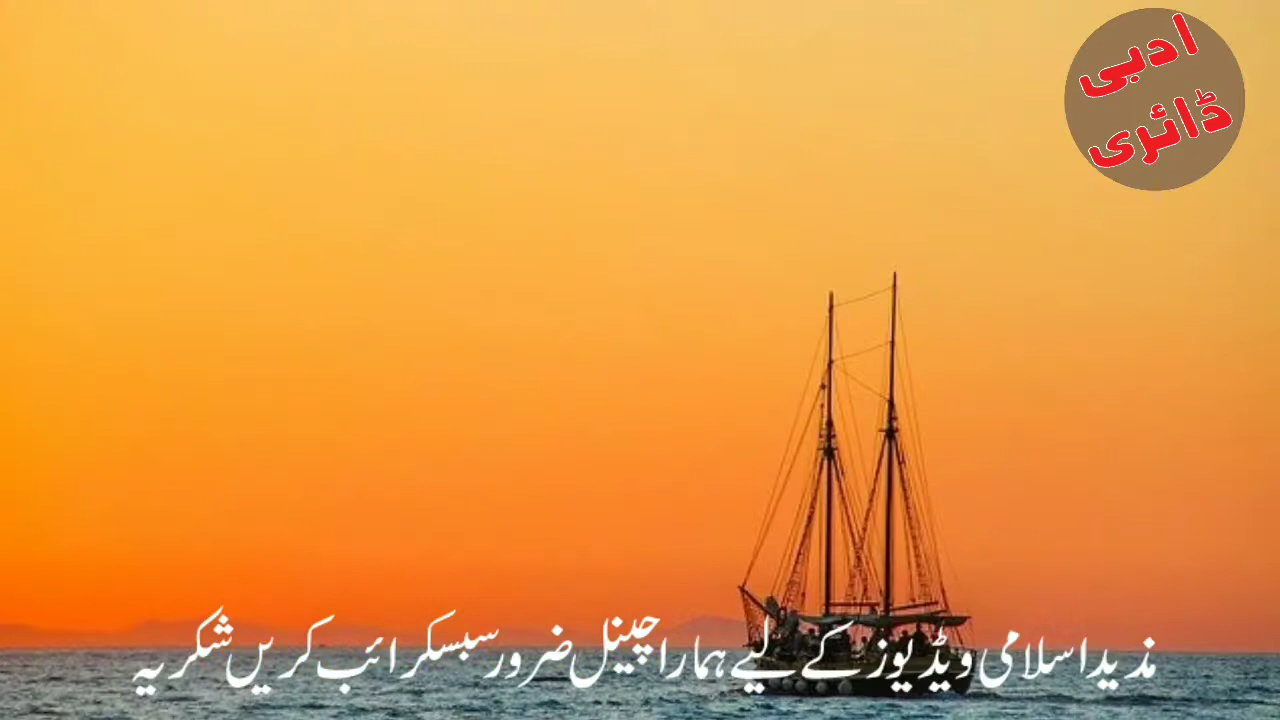 ادبی
ڈائری
مذید اسلامی ویڈیوز کے لیے ہمارا چینل ضرور سبسکرائب کریں شکریہ